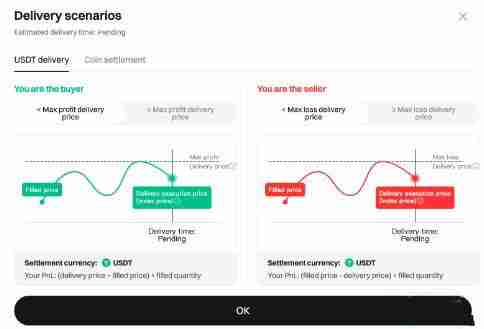 Delivery scenarios
Estimated delivery time: Pending
USDT delivery Coin settlement
You are the buyer
< Max profit delivery
price
> Max profit delivery
price
Max profit
Delivery price
Filled price
Delivery execution price
(index price)
Delivery time:
Pending
Settlement currency: USDT
Your PnL: (delivery price - filled price) × filled quantity
You are the seller
< Max loss delivery
price
> Max loss delivery
price
Max loss
Delivery price
Filled price
Delivery execution price
(index price)
Delivery time:
Pending
Settlement currency: USDT
Your PnL: (filled price - delivery price) × filled quantity
OK